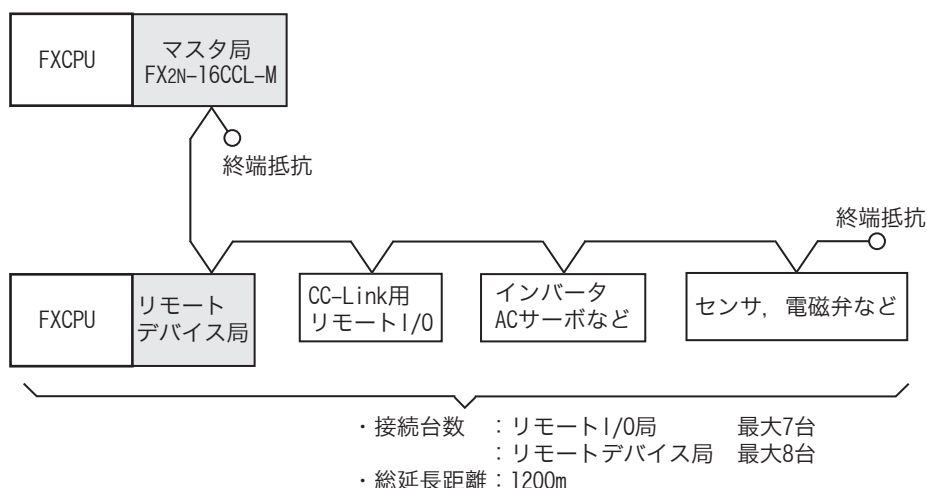 FXCPU
マスタ局
FX2N-16CCL-M
終端抵抗
終端抵抗
FXCPU
リモート
デバイス局
CC-Link用
リモートI/O
インバータ
ACサーボなど
センサ, 電磁弁など
・接続台数 ：リモートI/O局 最大7台
：リモートデバイス局 最大8台
・総延長距離：1200m